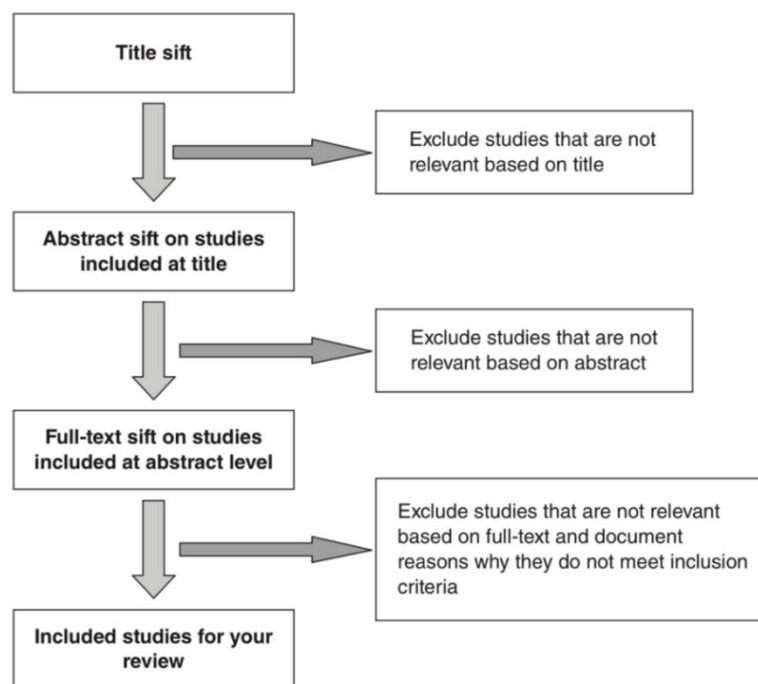 Title sift
Exclude studies that are not
relevant based on title
Abstract sift on studies
included at title
Exclude studies that are not
relevant based on abstract
Full-text sift on studies
included at abstract level
Exclude studies that are not relevant
based on full-text and document
reasons why they do not meet inclusion
criteria
Included studies for your
review